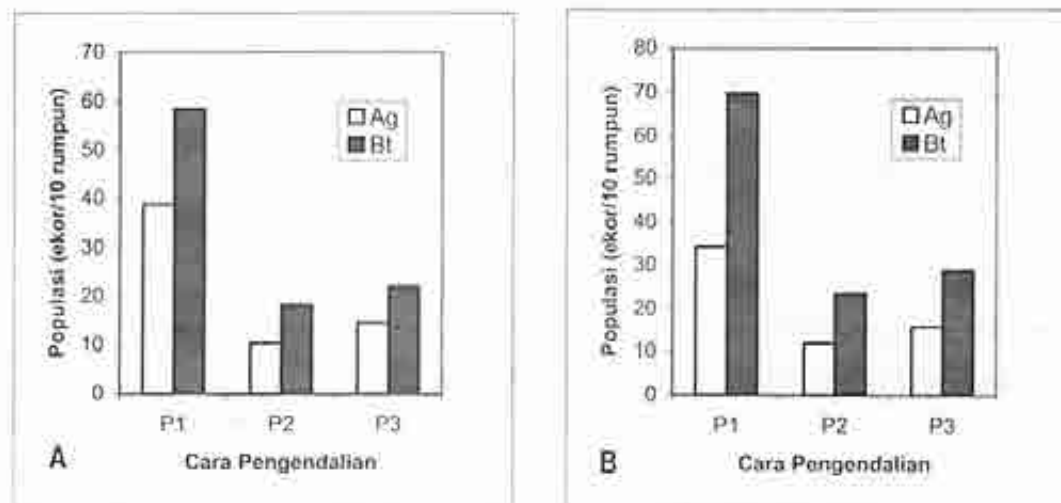 70
60
50
40
30
20
10
0
Populasi (ekor/10 rumpun)
Ag
Bt
P1 P2 P3
Cara Pengendalian
A
80
70
60
50
40
30
20
10
0
Populasi (ekor/10 rumpun)
Ag
Bt
P1 P2 P3
Cara Pengendalian
B